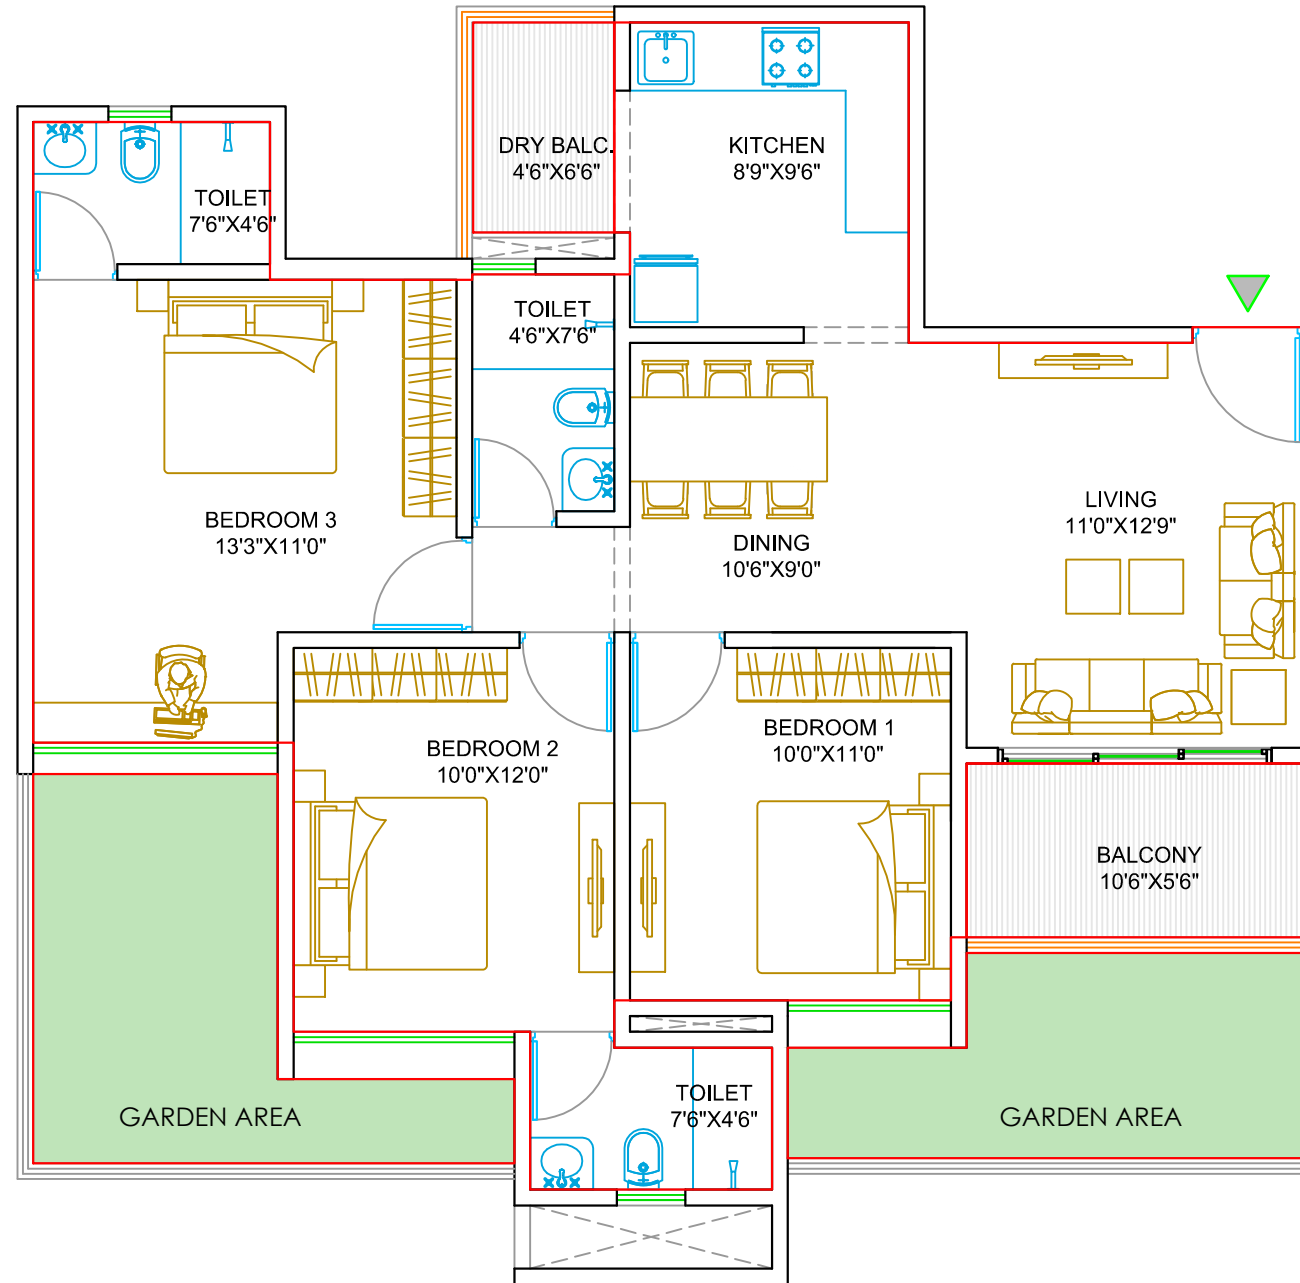 DRY BALC.
4'6"X6'6"
KITCHEN
8'9"X9'6"
TOILET
7'6"X4'6"
TOILET
4'6"X7'6"
BEDROOM 3
13'3"X11'0"
DINING
10'6"X9'0"
LIVING
11'0"X12'9"
BEDROOM 2
10'0"X12'0"
BEDROOM 1
10'0"X11'0"
BALCONY
10'6"X5'6"
GARDEN AREA
TOILET
7'6"X4'6"
GARDEN AREA